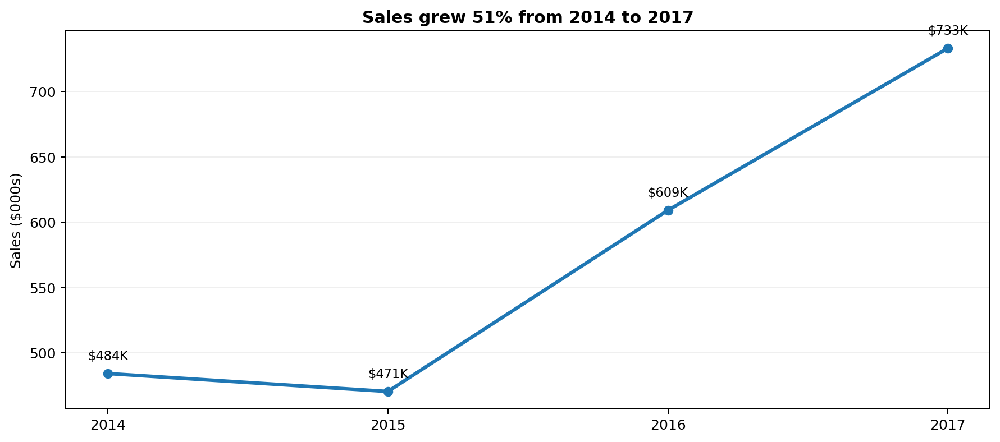 Sales grew 51% from 2014 to 2017
$733K
700
650
$609K
600
550
500
$484K
$471K
Sales ($000s)
2014 2015 2016 2017